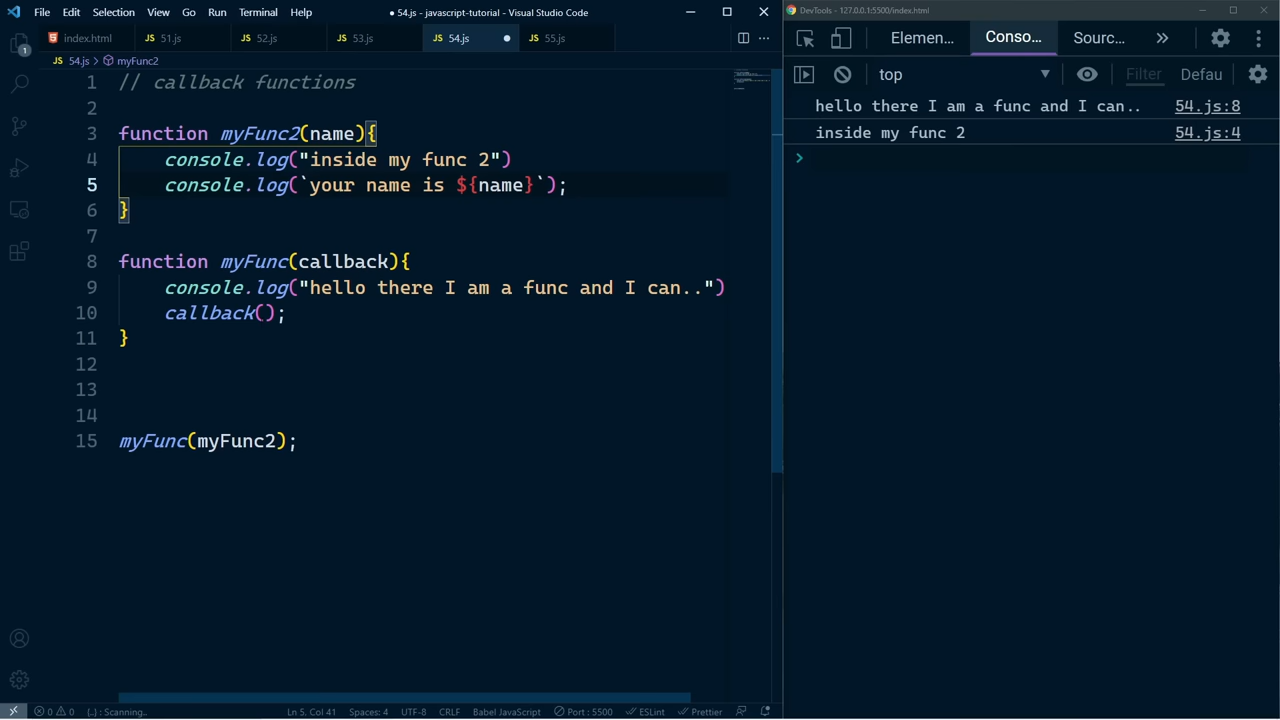 File Edit Selection View Go Run Terminal Help ● 54.js - javascript-tutorial - Visual Studio Code
index.html JS 51.js JS 52.js JS 53.js JS 54.js ● JS 55.js
JS 54.js > myFunc2
1 // callback functions
2
3 function myFunc2(name){
4 console.log("inside my func 2")
5 console.log(`your name is ${name}`);
6 }
7
8 function myFunc(callback){
9 console.log("hello there I am a func and I can..")
10 callback();
11 }
12
13
14
15 myFunc(myFunc2);
1
0 0 {..} : Scanning.. Ln 5, Col 41 Spaces: 4 UTF-8 CRLF Babel JavaScript Port : 5500 ESLint Prettier
DevTools - 127.0.0.1:5500/index.html
Elemen... Conso... Sourc... »
top ▼ Filter Defau
hello there I am a func and I can.. 54.js:8
inside my func 2 54.js:4
>